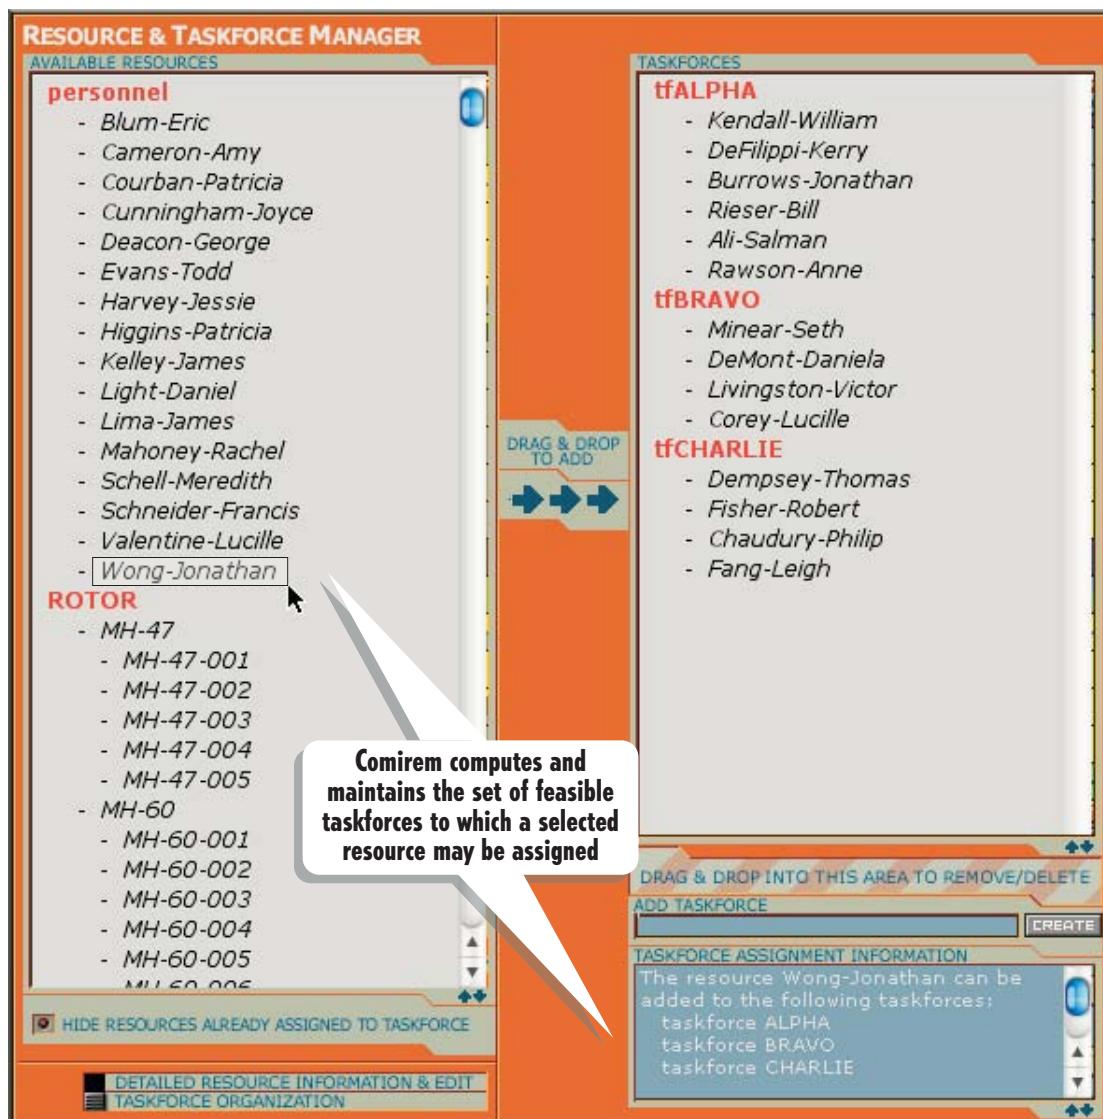 RESOURCE & TASKFORCE MANAGER
AVAILABLE RESOURCES
personnel
- Blum-Eric
- Cameron-Amy
- Courban-Patricia
- Cunningham-Joyce
- Deacon-George
- Evans-Todd
- Harvey-Jessie
- Higgins-Patricia
- Kelley-James
- Light-Daniel
- Lima-James
- Mahoney-Rachel
- Schell-Meredith
- Schneider-Francis
- Valentine-Lucille
- Wong-Jonathan
ROTOR
- MH-47
- MH-47-001
- MH-47-002
- MH-47-003
- MH-47-004
- MH-47-005
- MH-60
- MH-60-001
- MH-60-002
- MH-60-003
- MH-60-004
- MH-60-005
- MH-60-006
HIDE RESOURCES ALREADY ASSIGNED TO TASKFORCE
DETAILED RESOURCE INFORMATION & EDIT
TASKFORCE ORGANIZATION
DRAG & DROP
TO ADD
Comirem computes and
maintains the set of feasible
taskforces to which a selected
resource may be assigned
TASKFORCES
tfALPHA
- Kendall-William
- DeFilippi-Kerry
- Burrows-Jonathan
- Rieser-Bill
- Ali-Salman
- Rawson-Anne
tfBRAVO
- Minear-Seth
- DeMont-Daniela
- Livingston-Victor
- Corey-Lucille
tfCHARLIE
- Dempsey-Thomas
- Fisher-Robert
- Chaudury-Philip
- Fang-Leigh
DRAG & DROP INTO THIS AREA TO REMOVE/DELETE
ADD TASKFORCE
CREATE
TASKFORCE ASSIGNMENT INFORMATION
The resource Wong-Jonathan can be
added to the following taskforces:
taskforce ALPHA
taskforce BRAVO
taskforce CHARLIE